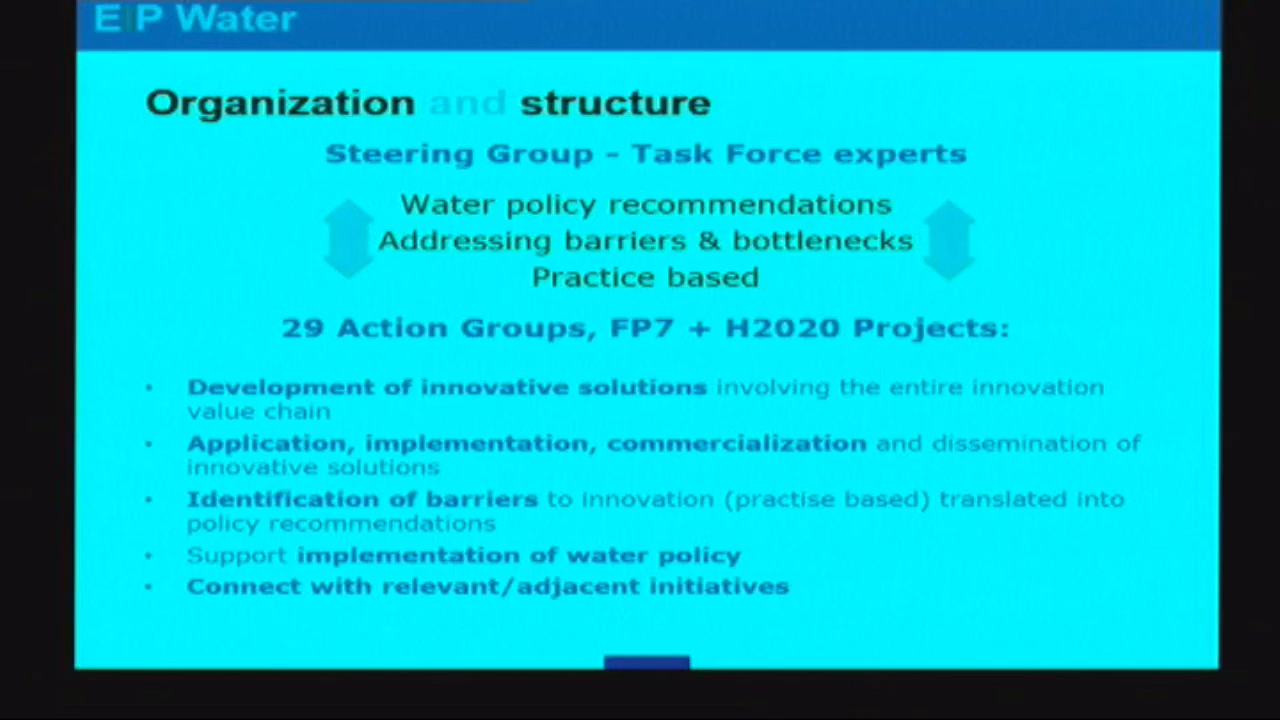 EIP Water
Organization and structure
Steering Group - Task Force experts
Water policy recommendations
Addressing barriers & bottlenecks
Practice based
29 Action Groups, FP7 + H2020 Projects:
• Development of innovative solutions involving the entire innovation
value chain
• Application, implementation, commercialization and dissemination of
innovative solutions
• Identification of barriers to innovation (practise based) translated into
policy recommendations
• Support implementation of water policy
• Connect with relevant/adjacent initiatives